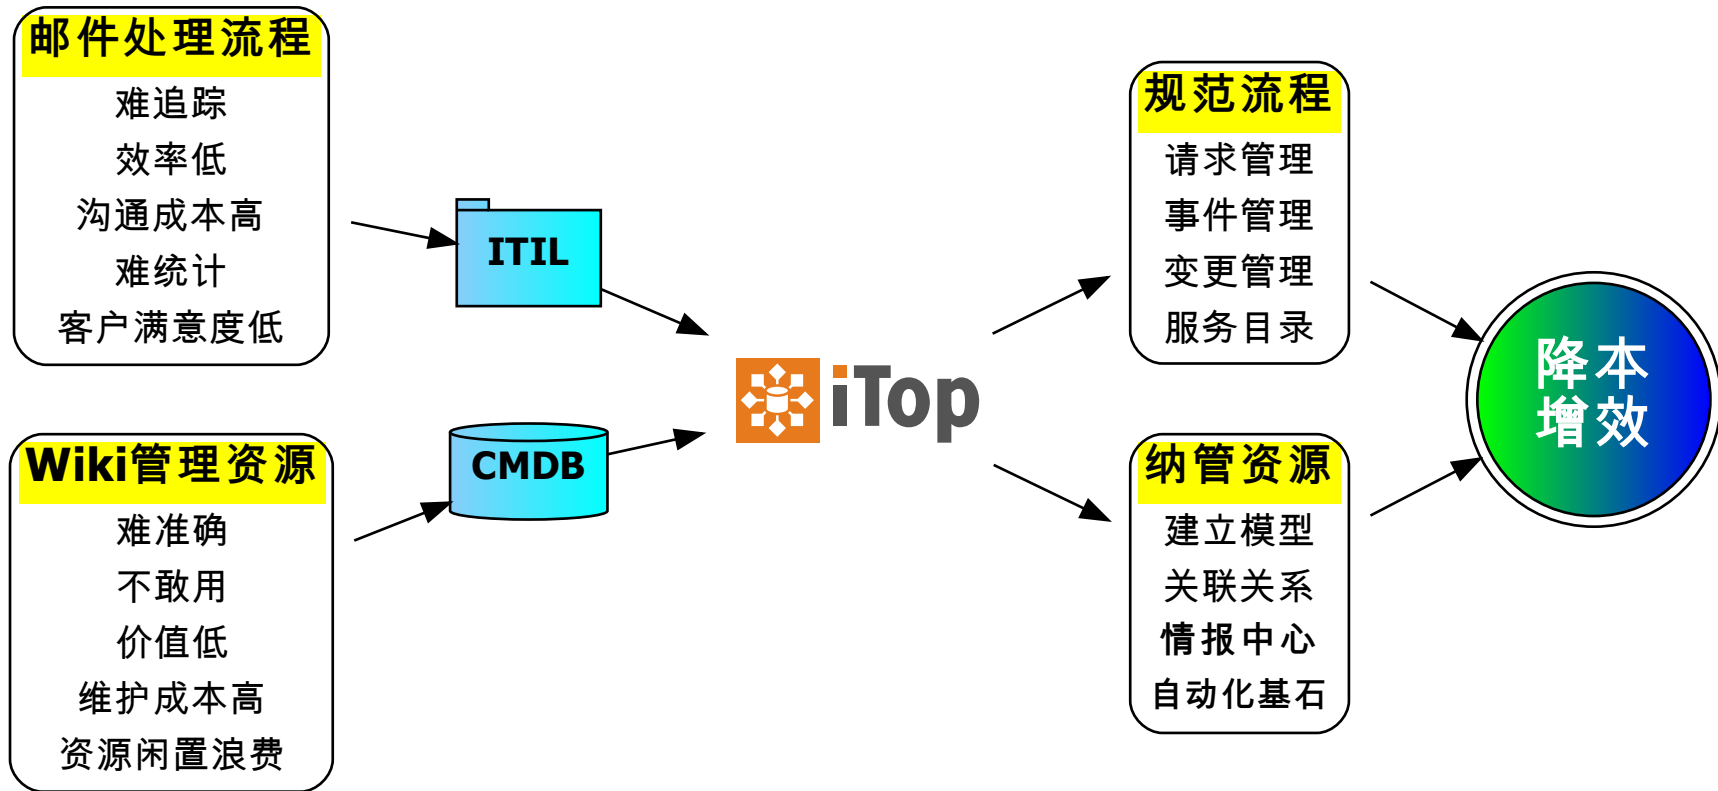 邮件处理流程
难追踪
效率低
沟通成本高
难统计
客户满意度低
Wiki管理资源
难准确
不敢用
价值低
维护成本高
资源闲置浪费
ITIL
CMDB
iTop
规范流程
请求管理
事件管理
变更管理
服务目录
纳管资源
建立模型
关联关系
情报中心
自动化基石
降本
增效